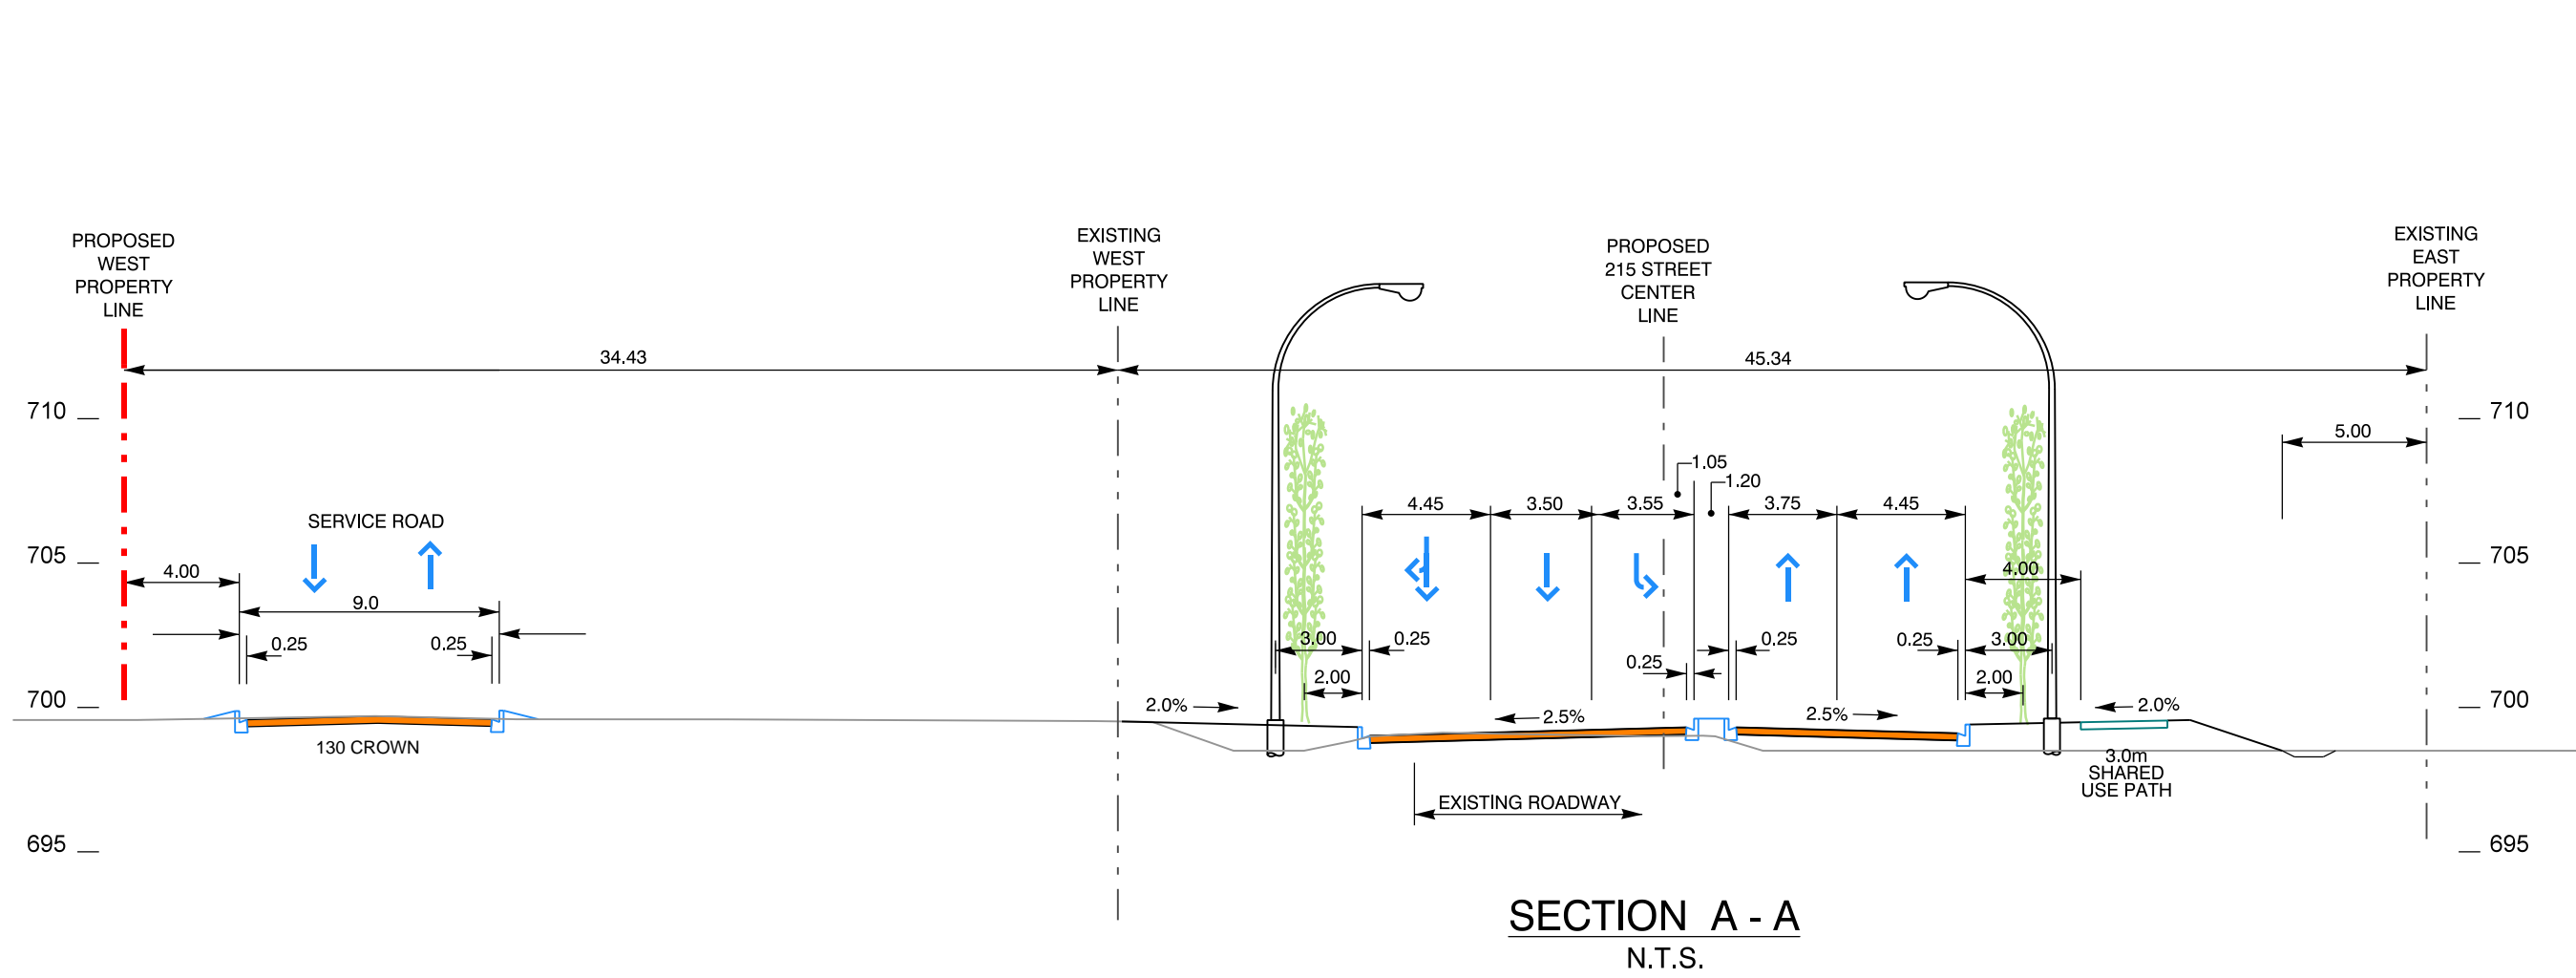 PROPOSED
WEST
PROPERTY
LINE
EXISTING
WEST
PROPERTY
LINE
PROPOSED
215 STREET
CENTER
LINE
EXISTING
EAST
PROPERTY
LINE
34.43
45.34
710
710
5.00
1.05
1.20
4.45
3.50
3.55
3.75
4.45
SERVICE ROAD
705
705
4.00
4.00
9.0
0.25
0.25
3.00
0.25
0.25
0.25
0.25
3.00
2.00
2.00
700
700
2.0%
2.5%
2.5%
2.0%
130 CROWN
3.0m
SHARED
USE PATH
EXISTING ROADWAY
695
695
SECTION A - A
N.T.S.